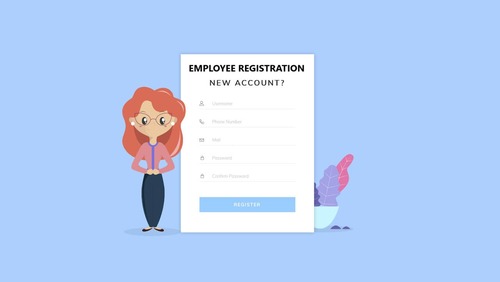 EMPLOYEE REGISTRATION
NEW ACCOUNT?
Username
Phone Number
Mail
Password
Confirm Password
REGISTER